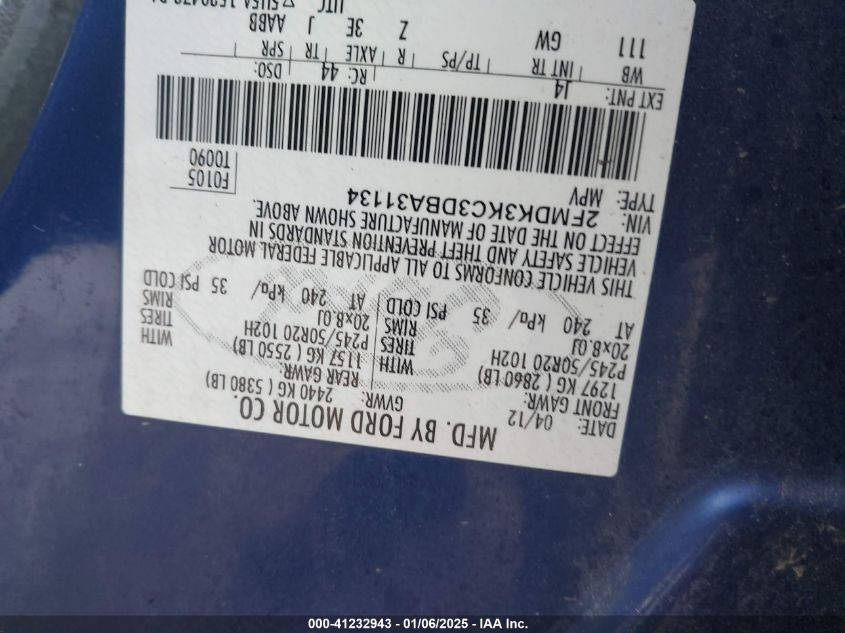 MFD. BY FORD MOTOR CO.
DATE: 04/12 GVWR:
2440 KG ( 5380 LB)
FRONT GAWR: REAR GAWR:
1297 KG ( 2860 LB) WITH 1157 KG ( 2550 LB) WITH
P245/50R20 102H TIRES P245/50R20 102H TIRES
20x8.0J RIMS 20x8.0J RIMS
AT 240 kPa/ 35 PSI COLD AT 240 kPa/ 35 PSI COLD
THIS VEHICLE CONFORMS TO ALL APPLICABLE FEDERAL MOTOR
VEHICLE SAFETY AND THEFT PREVENTION STANDARDS IN
EFFECT ON THE DATE OF MANUFACTURE SHOWN ABOVE.
VIN: 2FMDK3KC3DBA31134
TYPE: MPV
F0105
T0090
EXT PNT: J4 RC: 44 DSO:
WB INT TR TP/PS R AXLE TR SPR
111 GW Z 3E J AABB
UTC
000-41232943 - 01/06/2025 - IAA Inc.